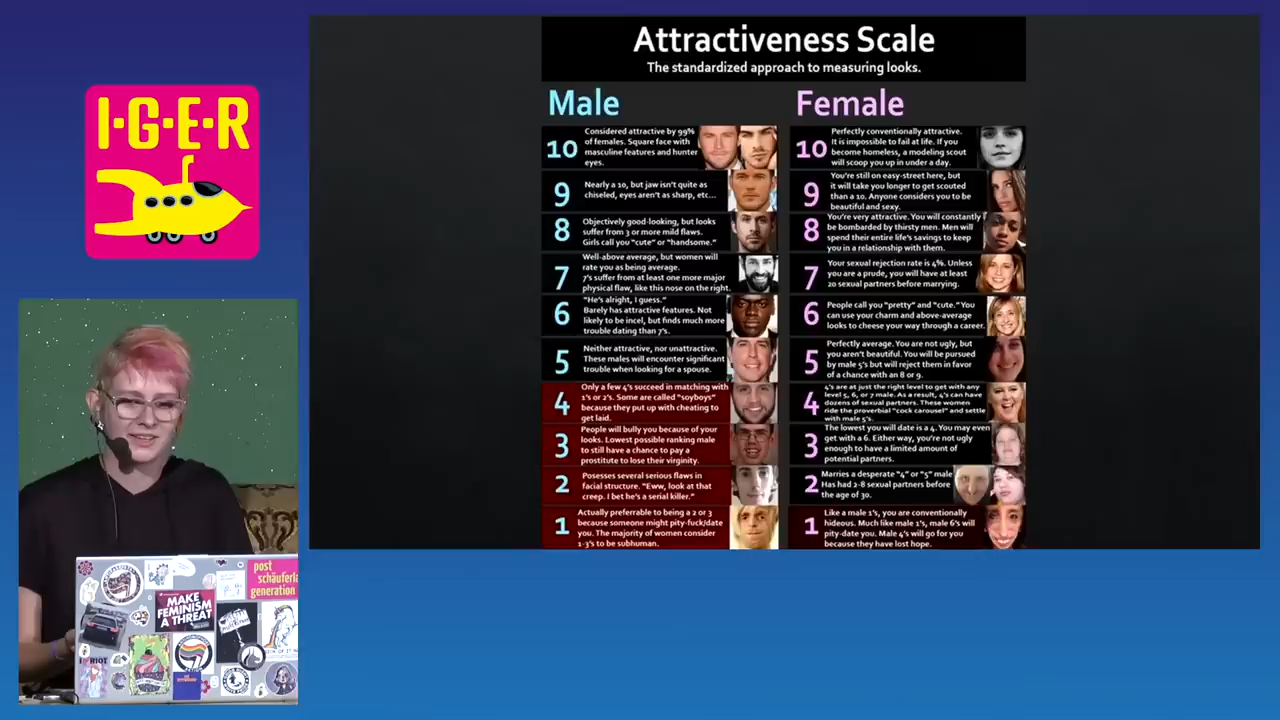 I-G-E-R
Attractiveness Scale
The standardized approach to measuring looks.
Male
10
Considered attractive by 99%
of females. Square face with
masculine features and hunter
eyes.
9
Nearly a 10, but jaw isn't quite as
chiseled, eyes aren't as sharp, etc...
8
Objectively good-looking, but looks
suffer from 3 or more mild flaws.
Girls call you "cute" or "handsome."
7
Well-above average, but women will
rate you as being average.
7's suffer from at least one more major
physical flaw, like this nose on the right.
6
"He's alright, I guess."
Barely has attractive features. Not
likely to be incel, but finds much more
trouble dating than 7's.
5
Neither attractive, nor unattractive.
These males will encounter significant
trouble when looking for a spouse.
4
Only a few 4's succeed in matching with
1's or 2's. Some are called "soyboys"
because they put up with cheating to
get laid.
3
People will bully you because of your
looks. Lowest possible ranking male
to still have a chance to pay a
prostitute to lose their virginity.
2
Posesses several serious flaws in
facial structure. "Eww, look at that
creep. I bet he's a serial killer."
1
Actually preferrable to being a 2 or 3
because someone might pity-fuck/date
you. The majority of women consider
1-3's to be subhuman.
Female
10
Perfectly conventionally attractive.
It is impossible to fail at life. If you
become homeless, a modeling scout
will scoop you up in under a day.
9
You're still on easy-street here, but
it will take you longer to get scouted
than a 10. Anyone considers you to be
beautiful and sexy.
8
You're very attractive. You will constantly
be bombarded by thirsty men. Men will
spend their entire life's savings to keep
you in a relationship with them.
7
Your sexual rejection rate is 4%. Unless
you are a prude, you will have at least
20 sexual partners before marrying.
6
People call you "pretty" and "cute." You
can use your charm and above-average
looks to cheese your way through a career.
5
Perfectly average. You are not ugly, but
you aren't beautiful. You will be pursued
by male 5's but will reject them in favor
of a chance with an 8 or 9.
4
4's are at just the right level to get with any
level 5, 6, or 7 male. As a result, 4's can have
dozens of sexual partners. These women
ride the proverbial "cock carousel" and settle
with male 5's.
3
The lowest you will date is a 4. You may even
get with a 6. Either way, you're not ugly
enough to have a limited amount of
potential partners.
2
Marries a desperate "4" or "5" male
Has had 2-8 sexual partners before
the age of 30.
1
Like a male 1's, you are conventionally
hideous. Much like male 1's, male 6's will
pity-date you. Male 4's will go for you
because they have lost hope.
post
schäuferla
generation
MAKE
FEMINISM
A THREAT
RIOT